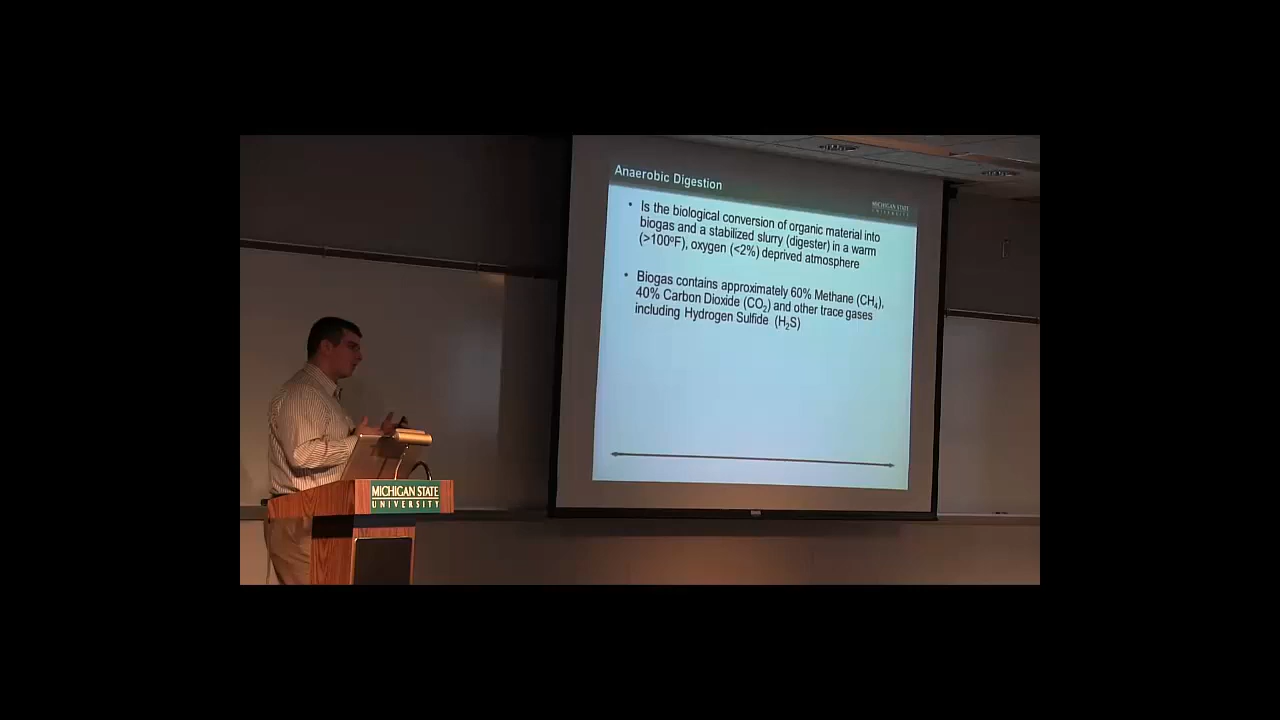 Anaerobic Digestion
MICHIGAN STATE
UNIVERSITY
• Is the biological conversion of organic material into
biogas and a stabilized slurry (digester) in a warm
(>100ºF), oxygen (<2%) deprived atmosphere
• Biogas contains approximately 60% Methane (CH₄),
40% Carbon Dioxide (CO₂) and other trace gases
including Hydrogen Sulfide (H₂S)
MICHIGAN STATE
UNIVERSITY